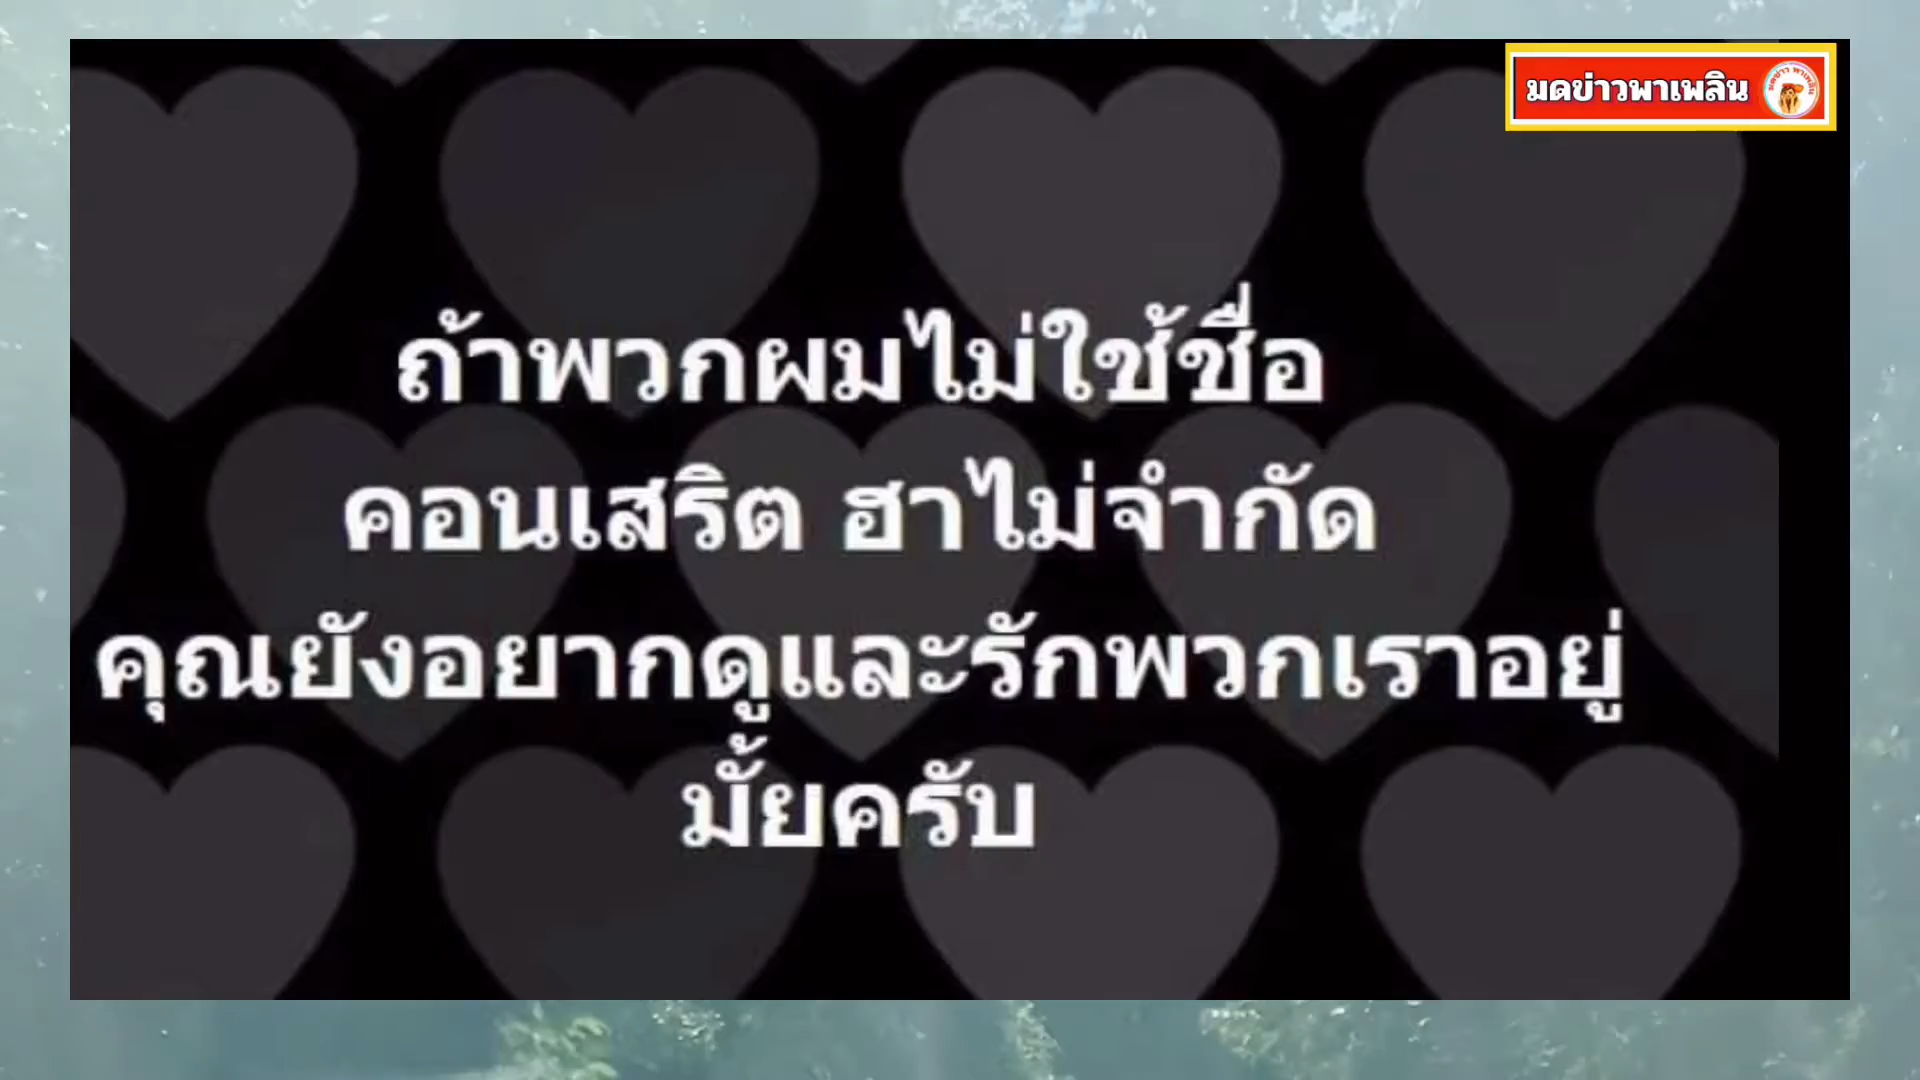 มดข่าวพาเพลิน
ถ้าพวกผมไม่ใช้ชื่อ
คอนเสริต ฮาไม่จำกัด
คุณยังอยากดูและรักพวกเราอยู่
มั้ยครับ